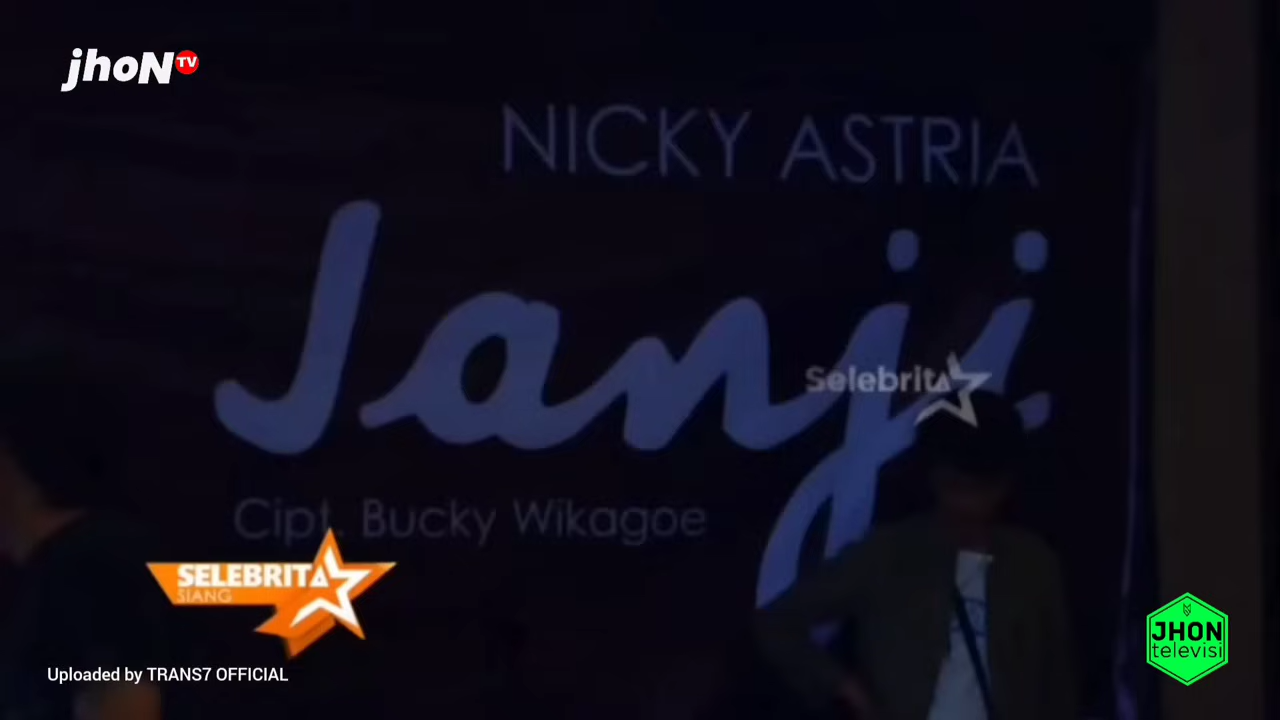 jhoN TV
NICKY ASTRIA
Janji
Selebrita
Cipt. Bucky Wikagoe
SELEBRITA
SIANG
JHON
televisi
Uploaded by TRANS7 OFFICIAL